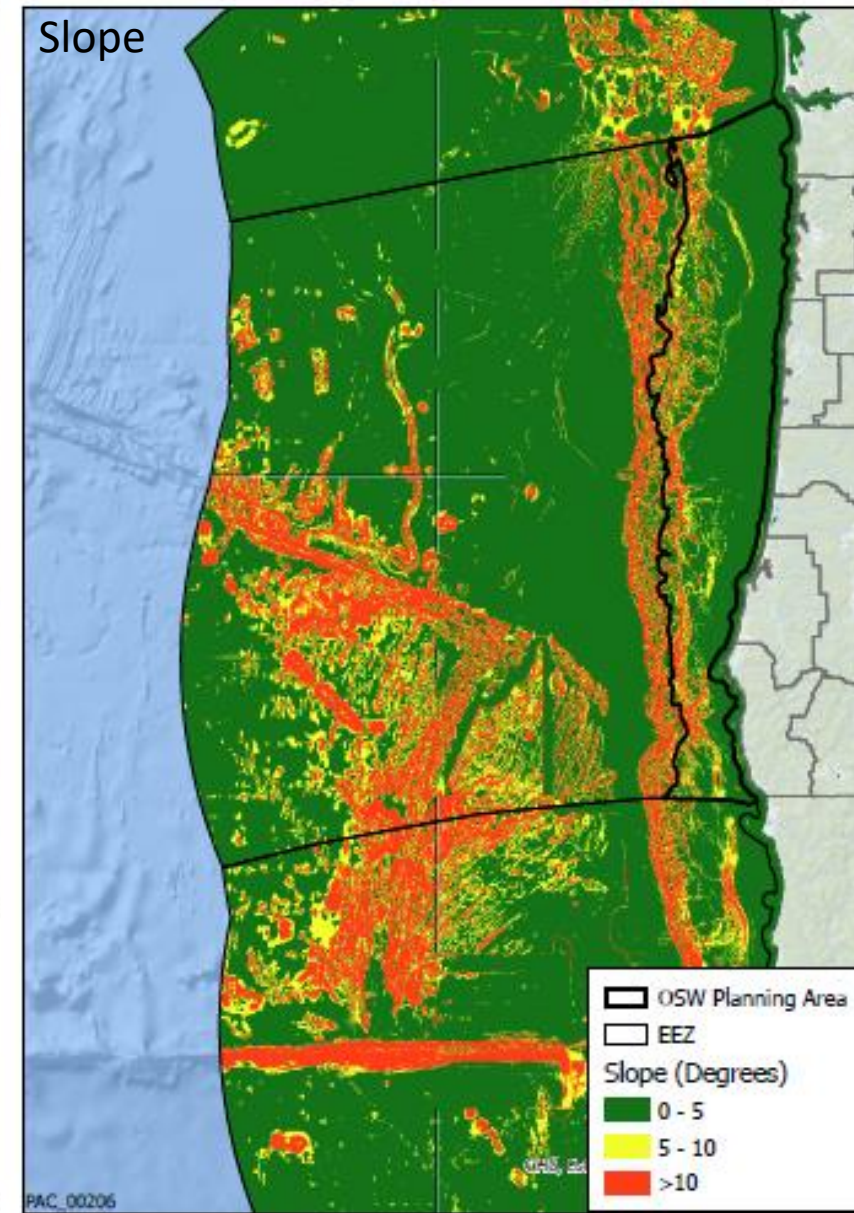 Slope
OSW Planning Area
EEZ
Slope (Degrees)
0 - 5
5 - 10
>10
PAC_00206